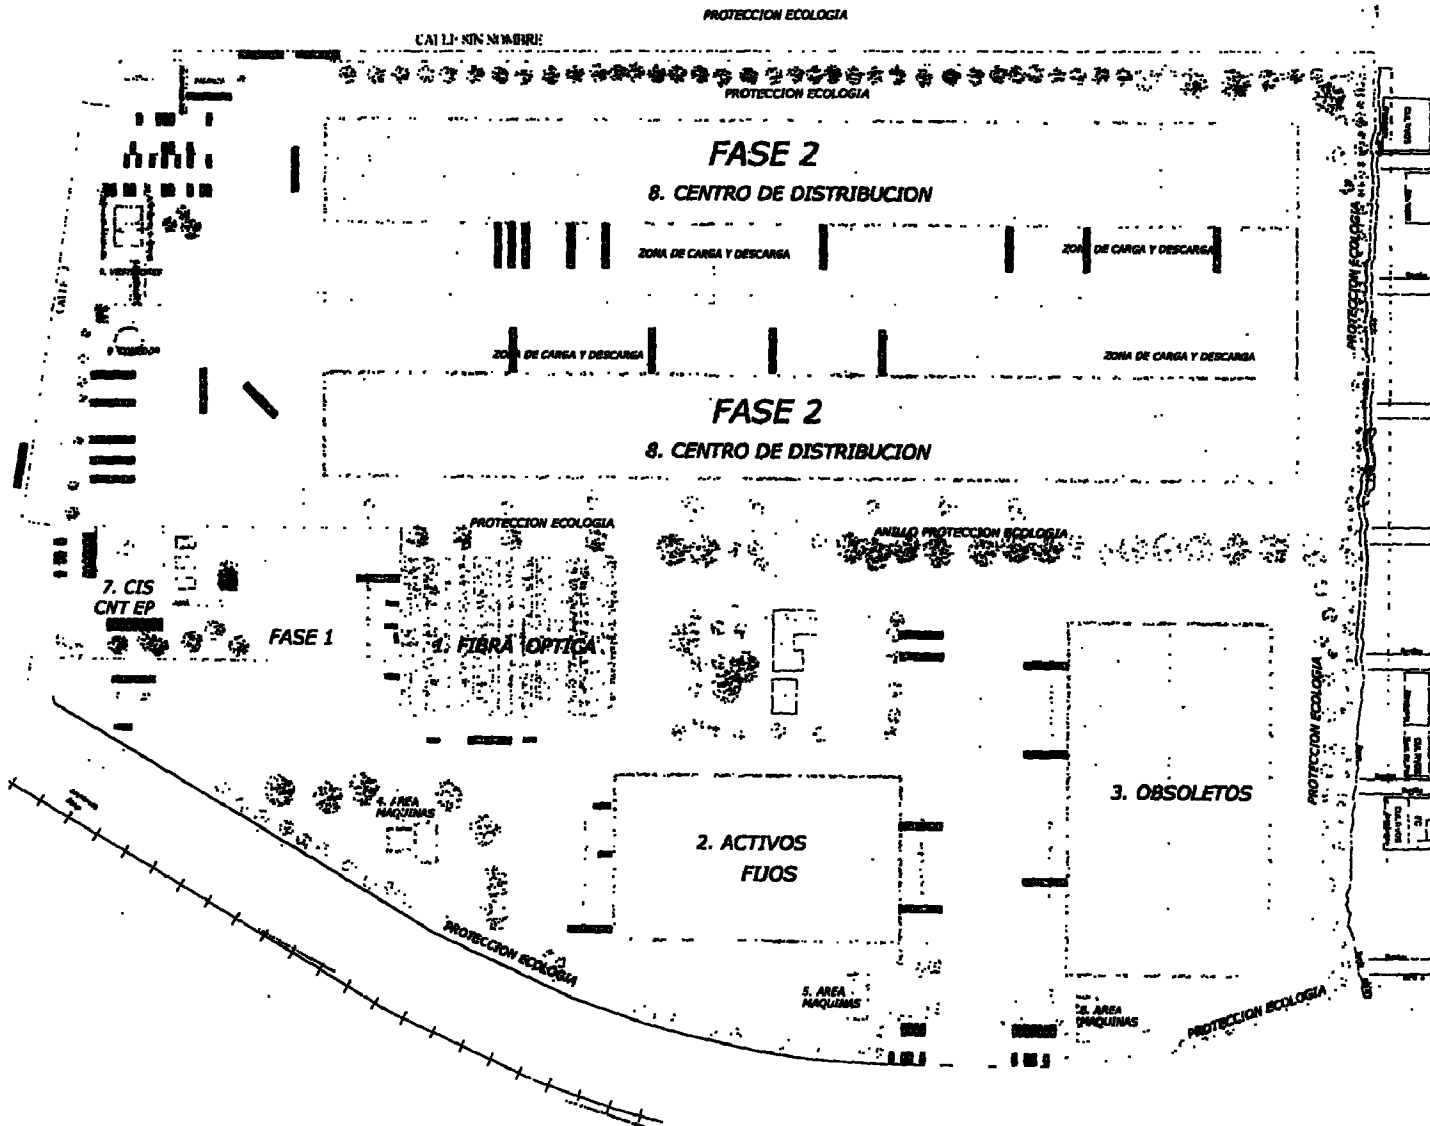 PROTECCION ECOLOGIA
CALLE SIN NOMBRE
PROTECCION ECOLOGIA
FASE 2
8. CENTRO DE DISTRIBUCION
ZONA DE CARGA Y DESCARGA
ZONA DE CARGA Y DESCARGA
PROTECCION ECOLOGIA
CALLE
ZONA DE CARGA Y DESCARGA
ZONA DE CARGA Y DESCARGA
FASE 2
8. CENTRO DE DISTRIBUCION
PROTECCION ECOLOGIA
ANILLO PROTECCION ECOLOGIA
7. CIS
CNT EP
FASE 1
1. FIBRA OPTICA
PROTECCION ECOLOGIA
3. OBSOLETOS
4. AREA
MAQUINAS
2. ACTIVOS
FIJOS
PROTECCION ECOLOGIA
5. AREA
MAQUINAS
6. AREA
MAQUINAS
PROTECCION ECOLOGIA